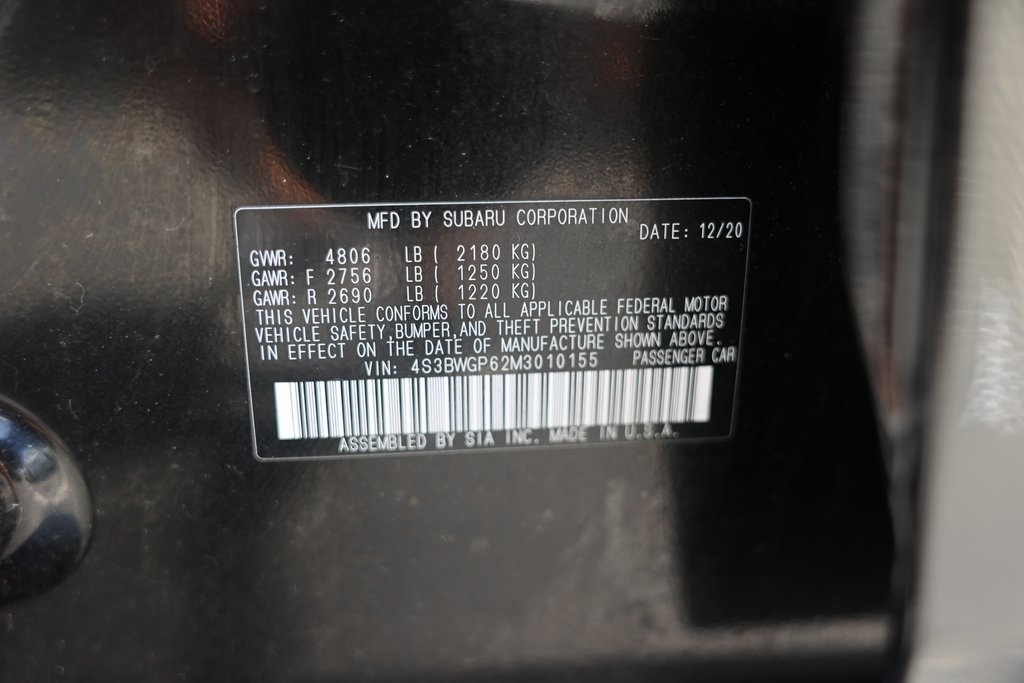 MFD BY SUBARU CORPORATION
DATE: 12/20
GVWR: 4806 LB ( 2180 KG)
GAWR: F 2756 LB ( 1250 KG)
GAWR: R 2690 LB ( 1220 KG)
THIS VEHICLE CONFORMS TO ALL APPLICABLE FEDERAL MOTOR
VEHICLE SAFETY, BUMPER, AND THEFT PREVENTION STANDARDS
IN EFFECT ON THE DATE OF MANUFACTURE SHOWN ABOVE.
VIN: 4S3BWGP62M3010155 PASSENGER CAR
ASSEMBLED BY SIA INC. MADE IN U.S.A.